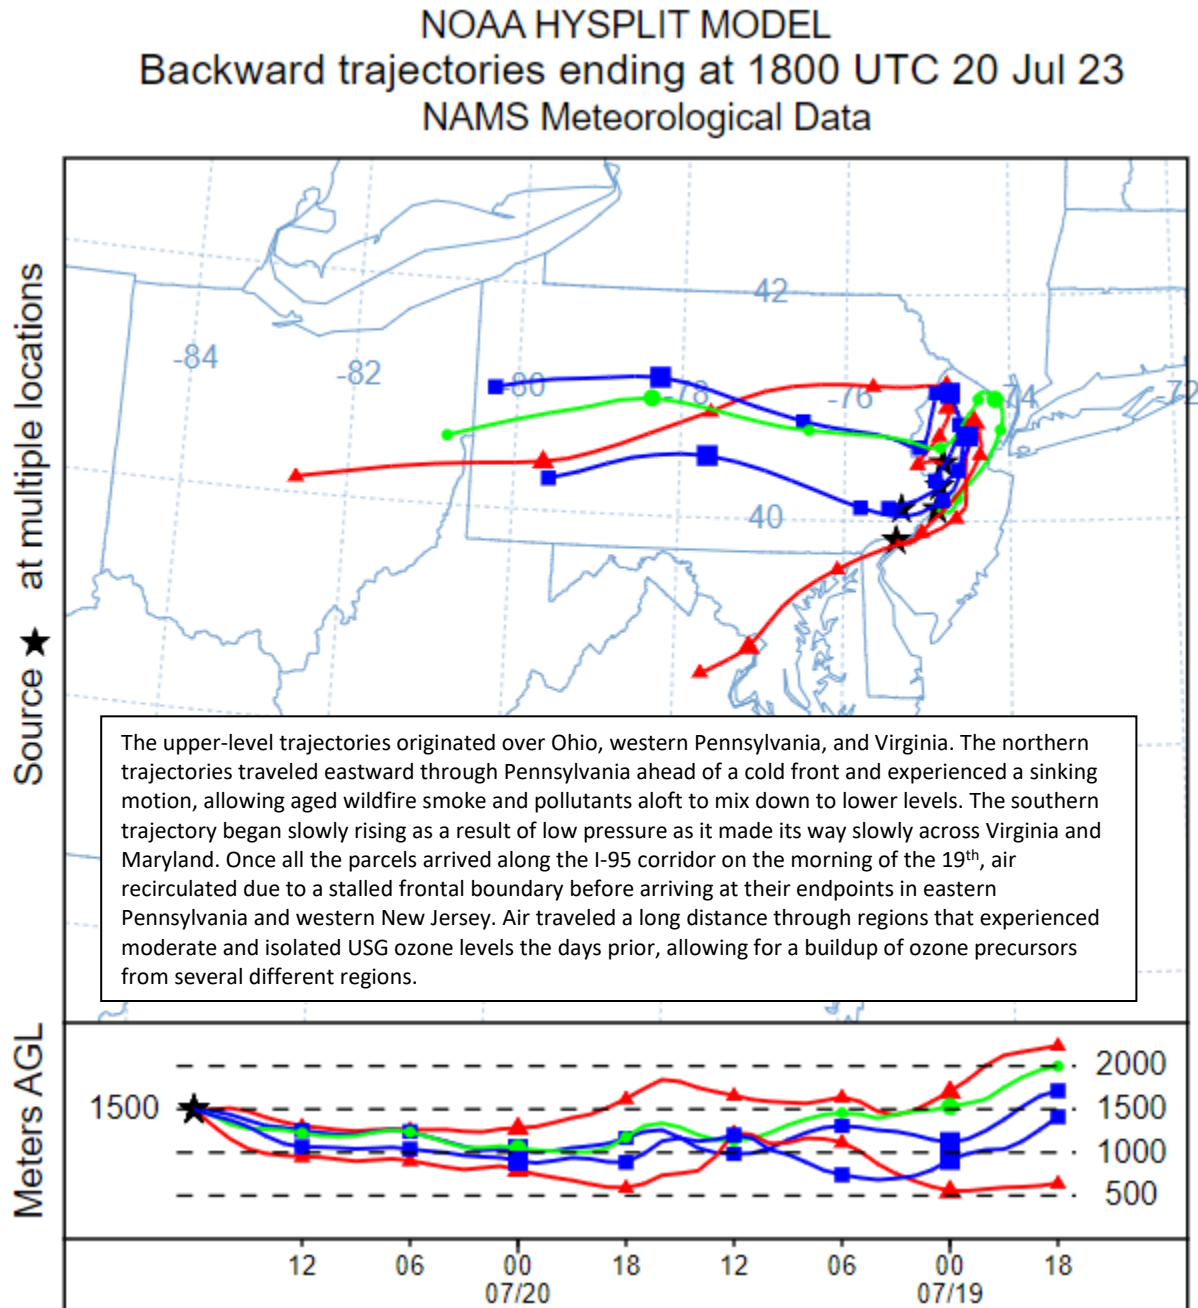 NOAA HYSPLIT MODEL
Backward trajectories ending at 1800 UTC 20 Jul 23
NAMS Meteorological Data
Source ★ at multiple locations
42
-84
-82
-80
-78
-76
-74
-72
40
The upper-level trajectories originated over Ohio, western Pennsylvania, and Virginia. The northern
trajectories traveled eastward through Pennsylvania ahead of a cold front and experienced a sinking
motion, allowing aged wildfire smoke and pollutants aloft to mix down to lower levels. The southern
trajectory began slowly rising as a result of low pressure as it made its way slowly across Virginia and
Maryland. Once all the parcels arrived along the I-95 corridor on the morning of the 19th, air
recirculated due to a stalled frontal boundary before arriving at their endpoints in eastern
Pennsylvania and western New Jersey. Air traveled a long distance through regions that experienced
moderate and isolated USG ozone levels the days prior, allowing for a buildup of ozone precursors
from several different regions.
Meters AGL
1500
2000
1500
1000
500
12 06 00 18 12 06 00 18
07/20 07/19